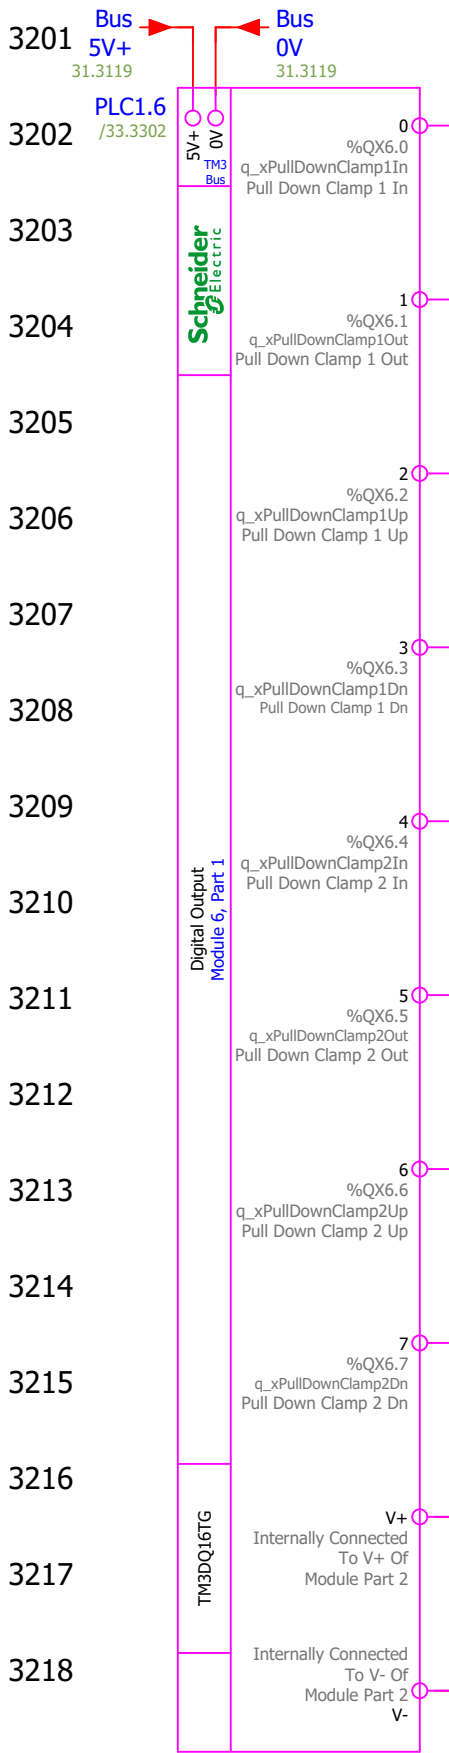 3201
Bus
5V+
31.3119
Bus
0V
31.3119
PLC1.6
/33.3302
3202
5V+
0V
TM3
Bus
0
%QX6.0
q_xPullDownClamp1In
Pull Down Clamp 1 In
3203
Schneider
Electric
3204
1
%QX6.1
q_xPullDownClamp1Out
Pull Down Clamp 1 Out
3205
2
%QX6.2
q_xPullDownClamp1Up
Pull Down Clamp 1 Up
3206
3207
3
%QX6.3
q_xPullDownClamp1Dn
Pull Down Clamp 1 Dn
3208
3209
4
%QX6.4
q_xPullDownClamp2In
Pull Down Clamp 2 In
3210
Digital Output
Module 6, Part 1
3211
5
%QX6.5
q_xPullDownClamp2Out
Pull Down Clamp 2 Out
3212
3213
6
%QX6.6
q_xPullDownClamp2Up
Pull Down Clamp 2 Up
3214
3215
7
%QX6.7
q_xPullDownClamp2Dn
Pull Down Clamp 2 Dn
3216
TM3DQ16TG
V+
Internally Connected
To V+ Of
Module Part 2
3217
3218
Internally Connected
To V- Of
Module Part 2
V-